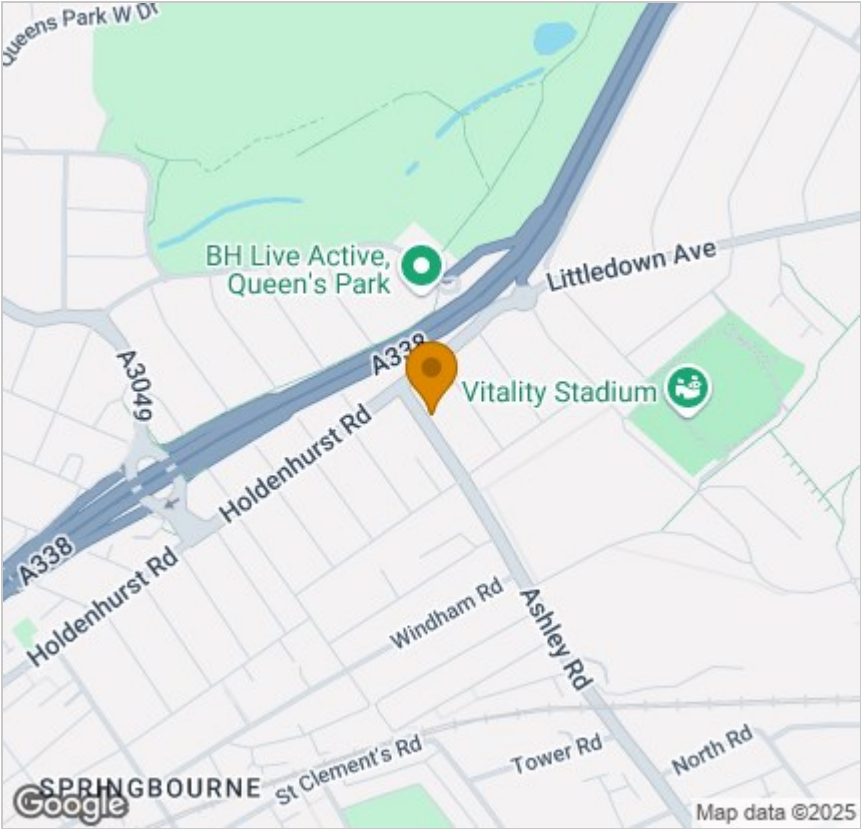 Queens Park W Dr
BH Live Active,
Queen's Park
Littledown Ave
A338
A3049
Vitality Stadium
Holdenhurst Rd
A338
Holdenhurst Rd
Windham Rd
Ashley Rd
St Clement's Rd
Tower Rd
North Rd
SPRINGBOURNE
Google
Map data ©2025